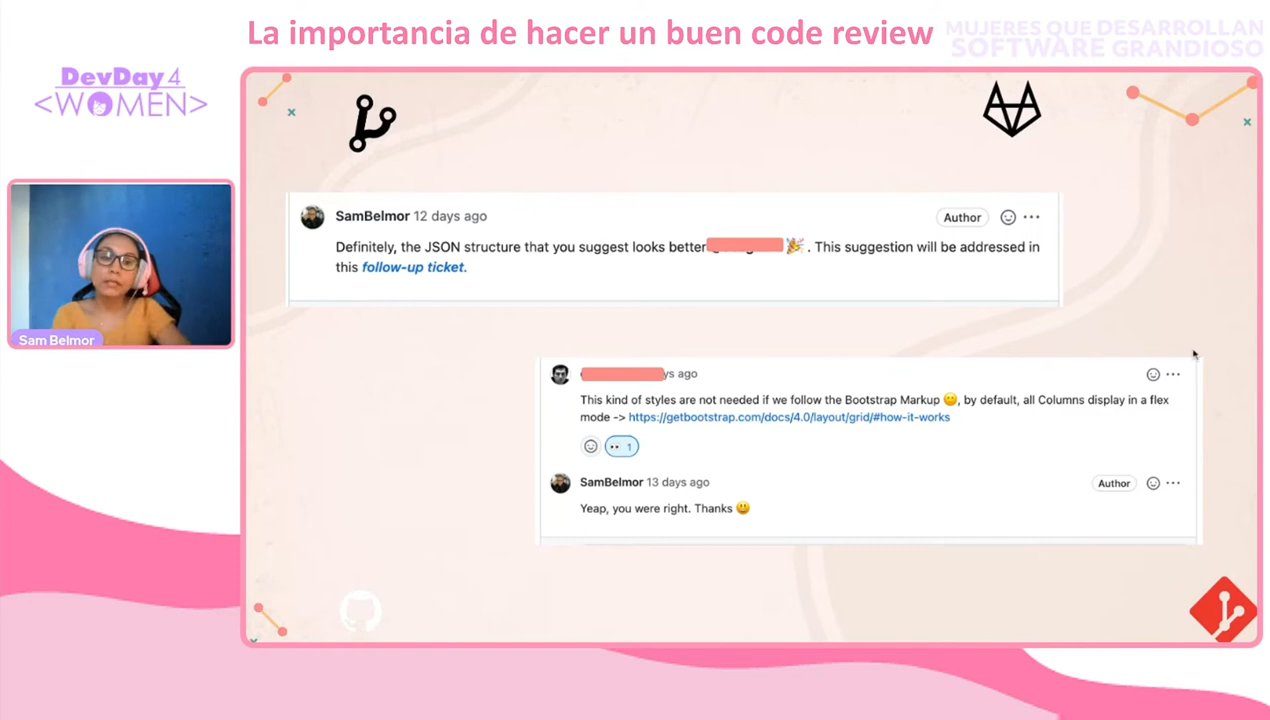 La importancia de hacer un buen code review
MUJERES QUE DESARROLLAN
SOFTWARE GRANDIOSO
DevDay 4
<WOMEN>
SamBelmor 12 days ago
Author
Definitely, the JSON structure that you suggest looks better . This suggestion will be addressed in
this follow-up ticket.
Sam Belmor
ys ago
This kind of styles are not needed if we follow the Bootstrap Markup 🙂, by default, all Columns display in a flex
mode -> https://getbootstrap.com/docs/4.0/layout/grid/#how-it-works
1
SamBelmor 13 days ago
Author
Yeap, you were right. Thanks 😃